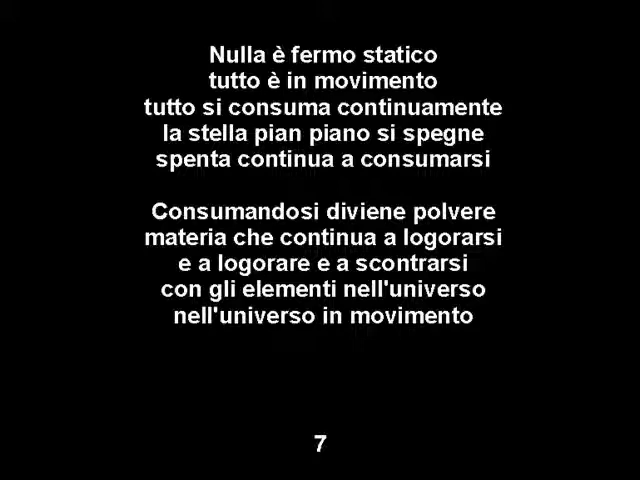 Nulla è fermo statico
tutto è in movimento
tutto si consuma continuamente
la stella pian piano si spegne
spenta continua a consumarsi
Consumandosi diviene polvere
materia che continua a logorarsi
e a logorare e a scontrarsi
con gli elementi nell'universo
nell'universo in movimento
7